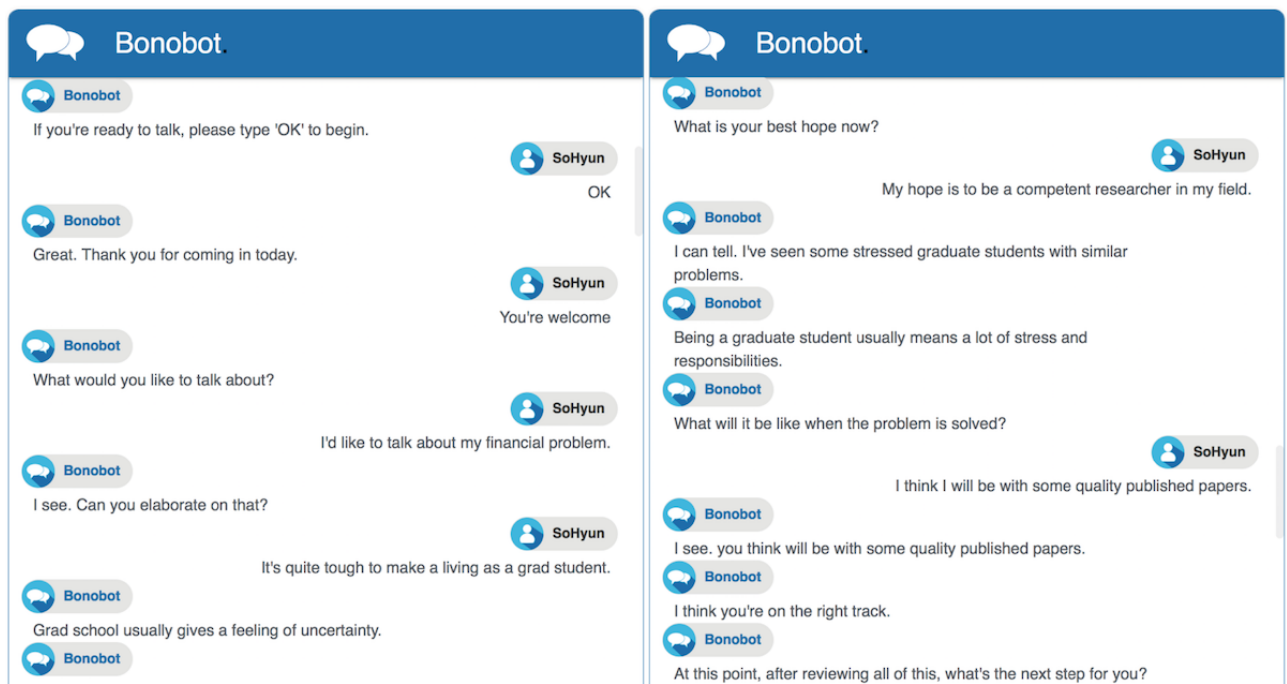 Bonobot.
Bonobot
If you're ready to talk, please type 'OK' to begin.
SoHyun
OK
Bonobot
Great. Thank you for coming in today.
SoHyun
You're welcome
Bonobot
What would you like to talk about?
SoHyun
I'd like to talk about my financial problem.
Bonobot
I see. Can you elaborate on that?
SoHyun
It's quite tough to make a living as a grad student.
Bonobot
Grad school usually gives a feeling of uncertainty.
Bonobot
Bonobot.
Bonobot
What is your best hope now?
SoHyun
My hope is to be a competent researcher in my field.
Bonobot
I can tell. I've seen some stressed graduate students with similar
problems.
Bonobot
Being a graduate student usually means a lot of stress and
responsibilities.
Bonobot
What will it be like when the problem is solved?
SoHyun
I think I will be with some quality published papers.
Bonobot
I see. you think will be with some quality published papers.
Bonobot
I think you're on the right track.
Bonobot
At this point, after reviewing all of this, what's the next step for you?